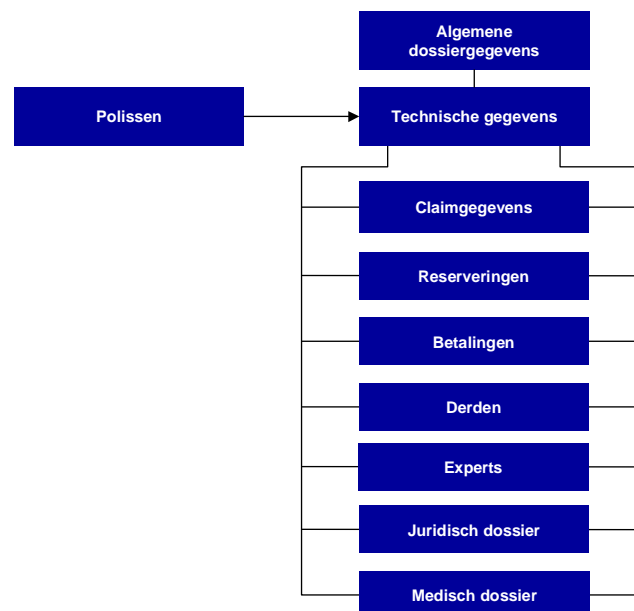 Algemene
dossiergegevens
Polissen
Technische gegevens
Claimgegevens
Reserveringen
Betalingen
Derden
Experts
Juridisch dossier
Medisch dossier